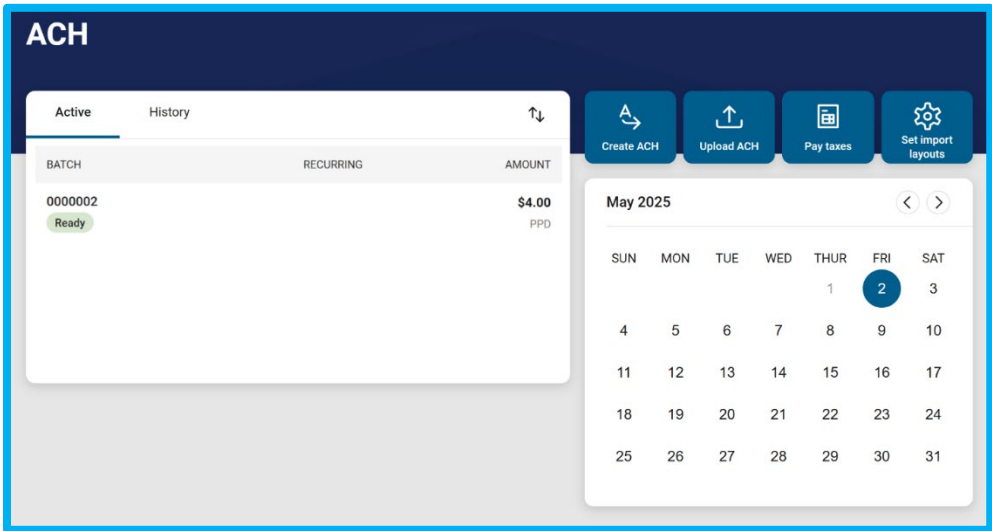 ACH
Active History
BATCH RECURRING AMOUNT
0000002 $4.00
Ready PPD
Create ACH
Upload ACH
Pay taxes
Set import
layouts
May 2025
SUN MON TUE WED THUR FRI SAT
1 2 3
4 5 6 7 8 9 10
11 12 13 14 15 16 17
18 19 20 21 22 23 24
25 26 27 28 29 30 31